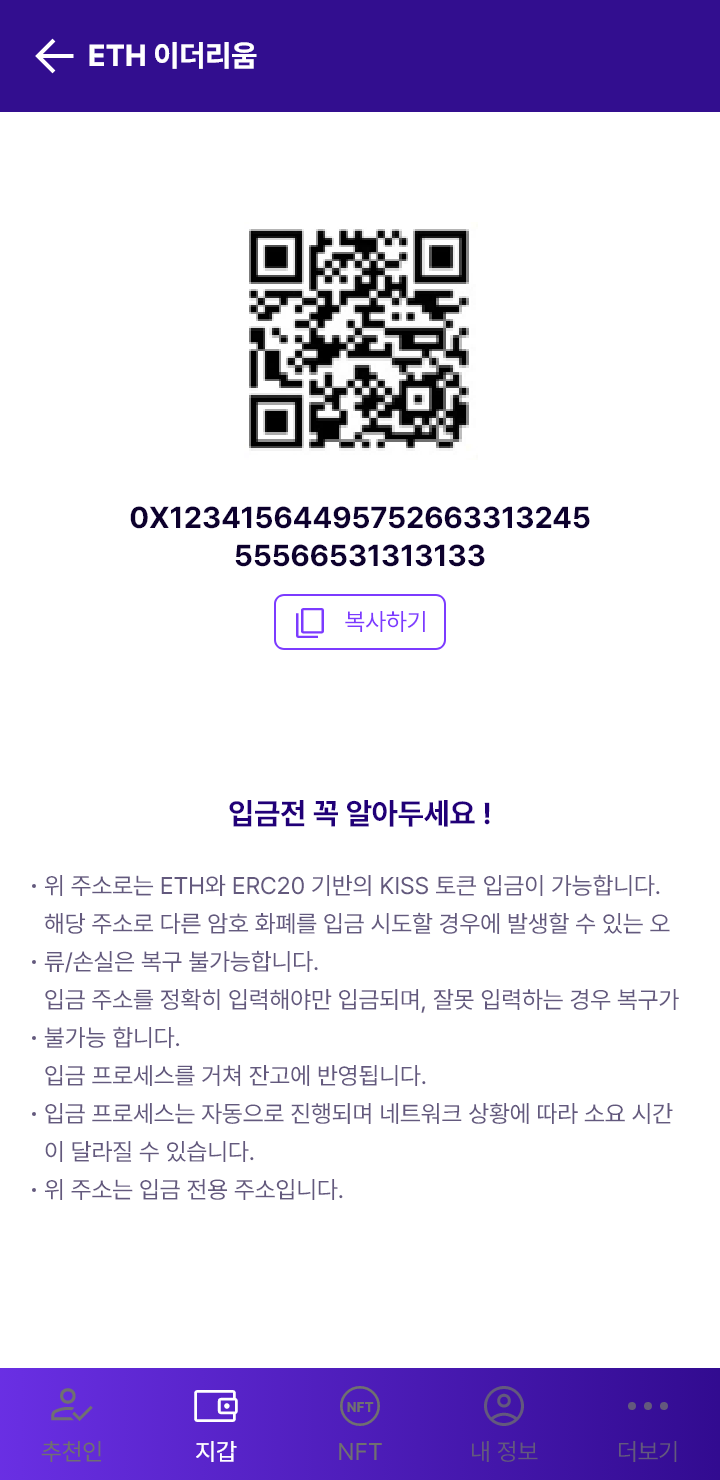 ETH 이더리움
0X12341564495752663313245
55566531313133
복사하기
입금전 꼭 알아두세요 !
• 위 주소로는 ETH와 ERC20 기반의 KISS 토큰 입금이 가능합니다.
해당 주소로 다른 암호 화폐를 입금 시도할 경우에 발생할 수 있는 오
• 류/손실은 복구 불가능합니다.
입금 주소를 정확히 입력해야만 입금되며, 잘못 입력하는 경우 복구가
• 불가능 합니다.
입금 프로세스를 거쳐 잔고에 반영됩니다.
• 입금 프로세스는 자동으로 진행되며 네트워크 상황에 따라 소요 시간
이 달라질 수 있습니다.
• 위 주소는 입금 전용 주소입니다.
NFT
추천인 지갑 NFT 내 정보 더보기